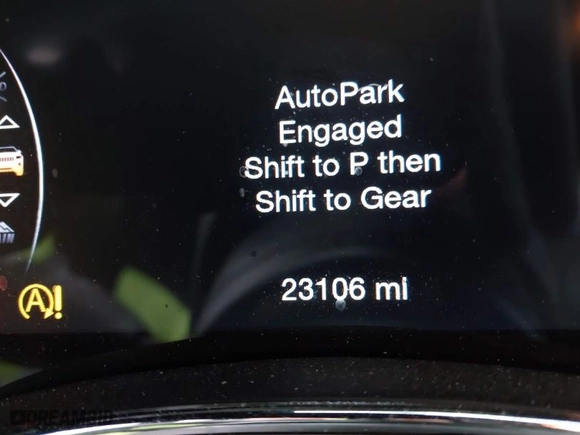 AutoPark
Engaged
Shift to P then
Shift to Gear
23106 mi
A!